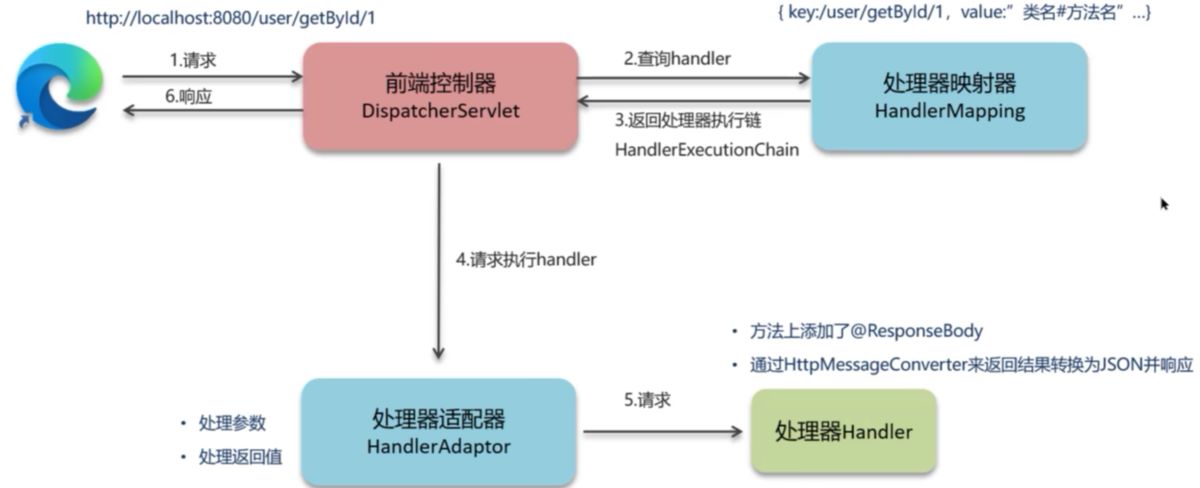 http://localhost:8080/user/getById/1
{ key:/user/getById/1，value:”类名#方法名”...}
1.请求
6.响应
前端控制器
DispatcherServlet
2.查询handler
3.返回处理器执行链
HandlerExecutionChain
处理器映射器
HandlerMapping
4.请求执行handler
• 方法上添加了@ResponseBody
• 通过HttpMessageConverter来返回结果转换为JSON并响应
• 处理参数
• 处理返回值
处理器适配器
HandlerAdaptor
5.请求
处理器Handler